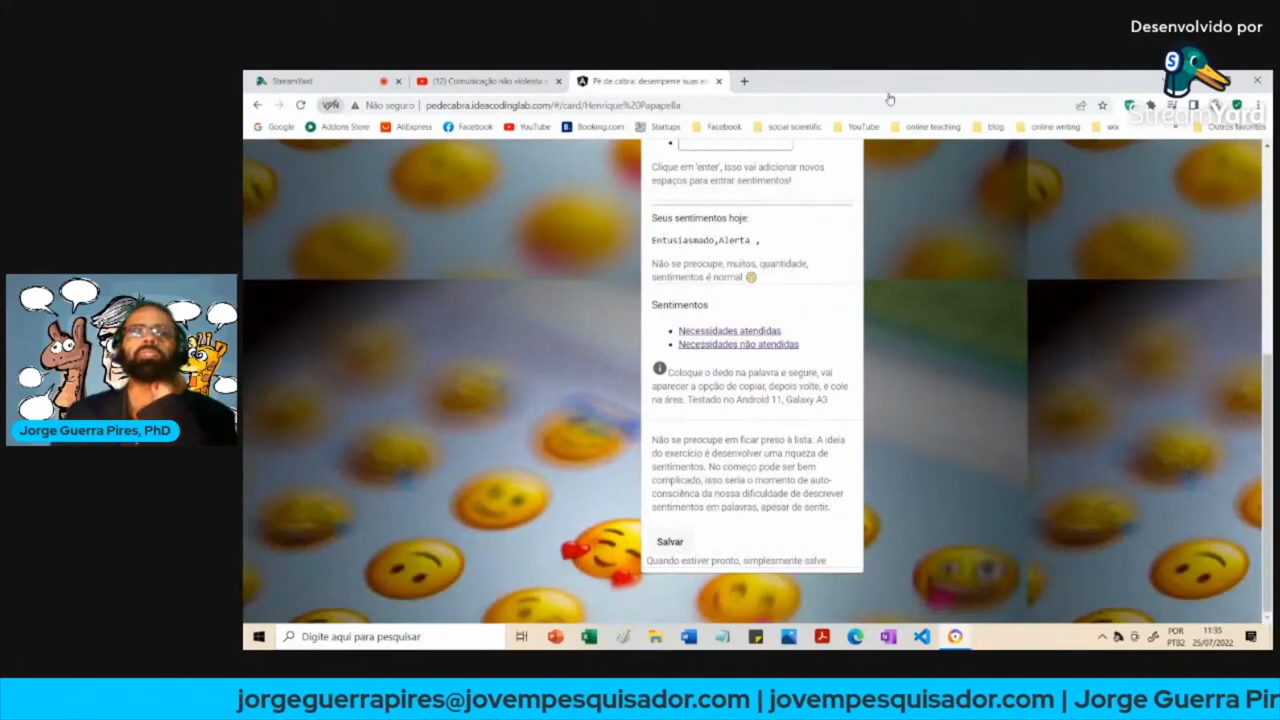 Desenvolvido por
StreamYard
StreamYard
(12) Comunicação não violenta
Pé de cabra: desemperre suas e
Não seguro
pedecabra.ideacodinglab.com/#/card/Henrique%20Papapella
Google
Addons Store
AliExpress
Facebook
YouTube
Booking.com
Startups
Facebook
social scientific
YouTube
online teaching
blog
online writing
wix
Outros favoritos
Clique em 'enter', isso vai adicionar novos
espaços para entrar sentimentos!
Seus sentimentos hoje:
Entusiasmado,Alerta ,
Não se preocupe, muitos, quantidade,
sentimentos é normal
Sentimentos
Necessidades atendidas
Necessidades não atendidas
Coloque o dedo na palavra e segure, vai
aparecer a opção de copiar, depois volte, e cole
na área. Testado no Android 11, Galaxy A3
Não se preocupe em ficar preso à lista. A ideia
do exercício é desenvolver uma riqueza de
sentimentos. No começo pode ser bem
complicado, isso seria o momento de auto-
consciência da nossa dificuldade de descrever
sentimentos em palavras, apesar de sentir.
Salvar
Quando estiver pronto, simplesmente salve
Jorge Guerra Pires, PhD
Digite aqui para pesquisar
POR
PTB2
11:35
25/07/2022
jorgeguerrapires@jovempesquisador.com | jovempesquisador.com | Jorge Guerra Pir